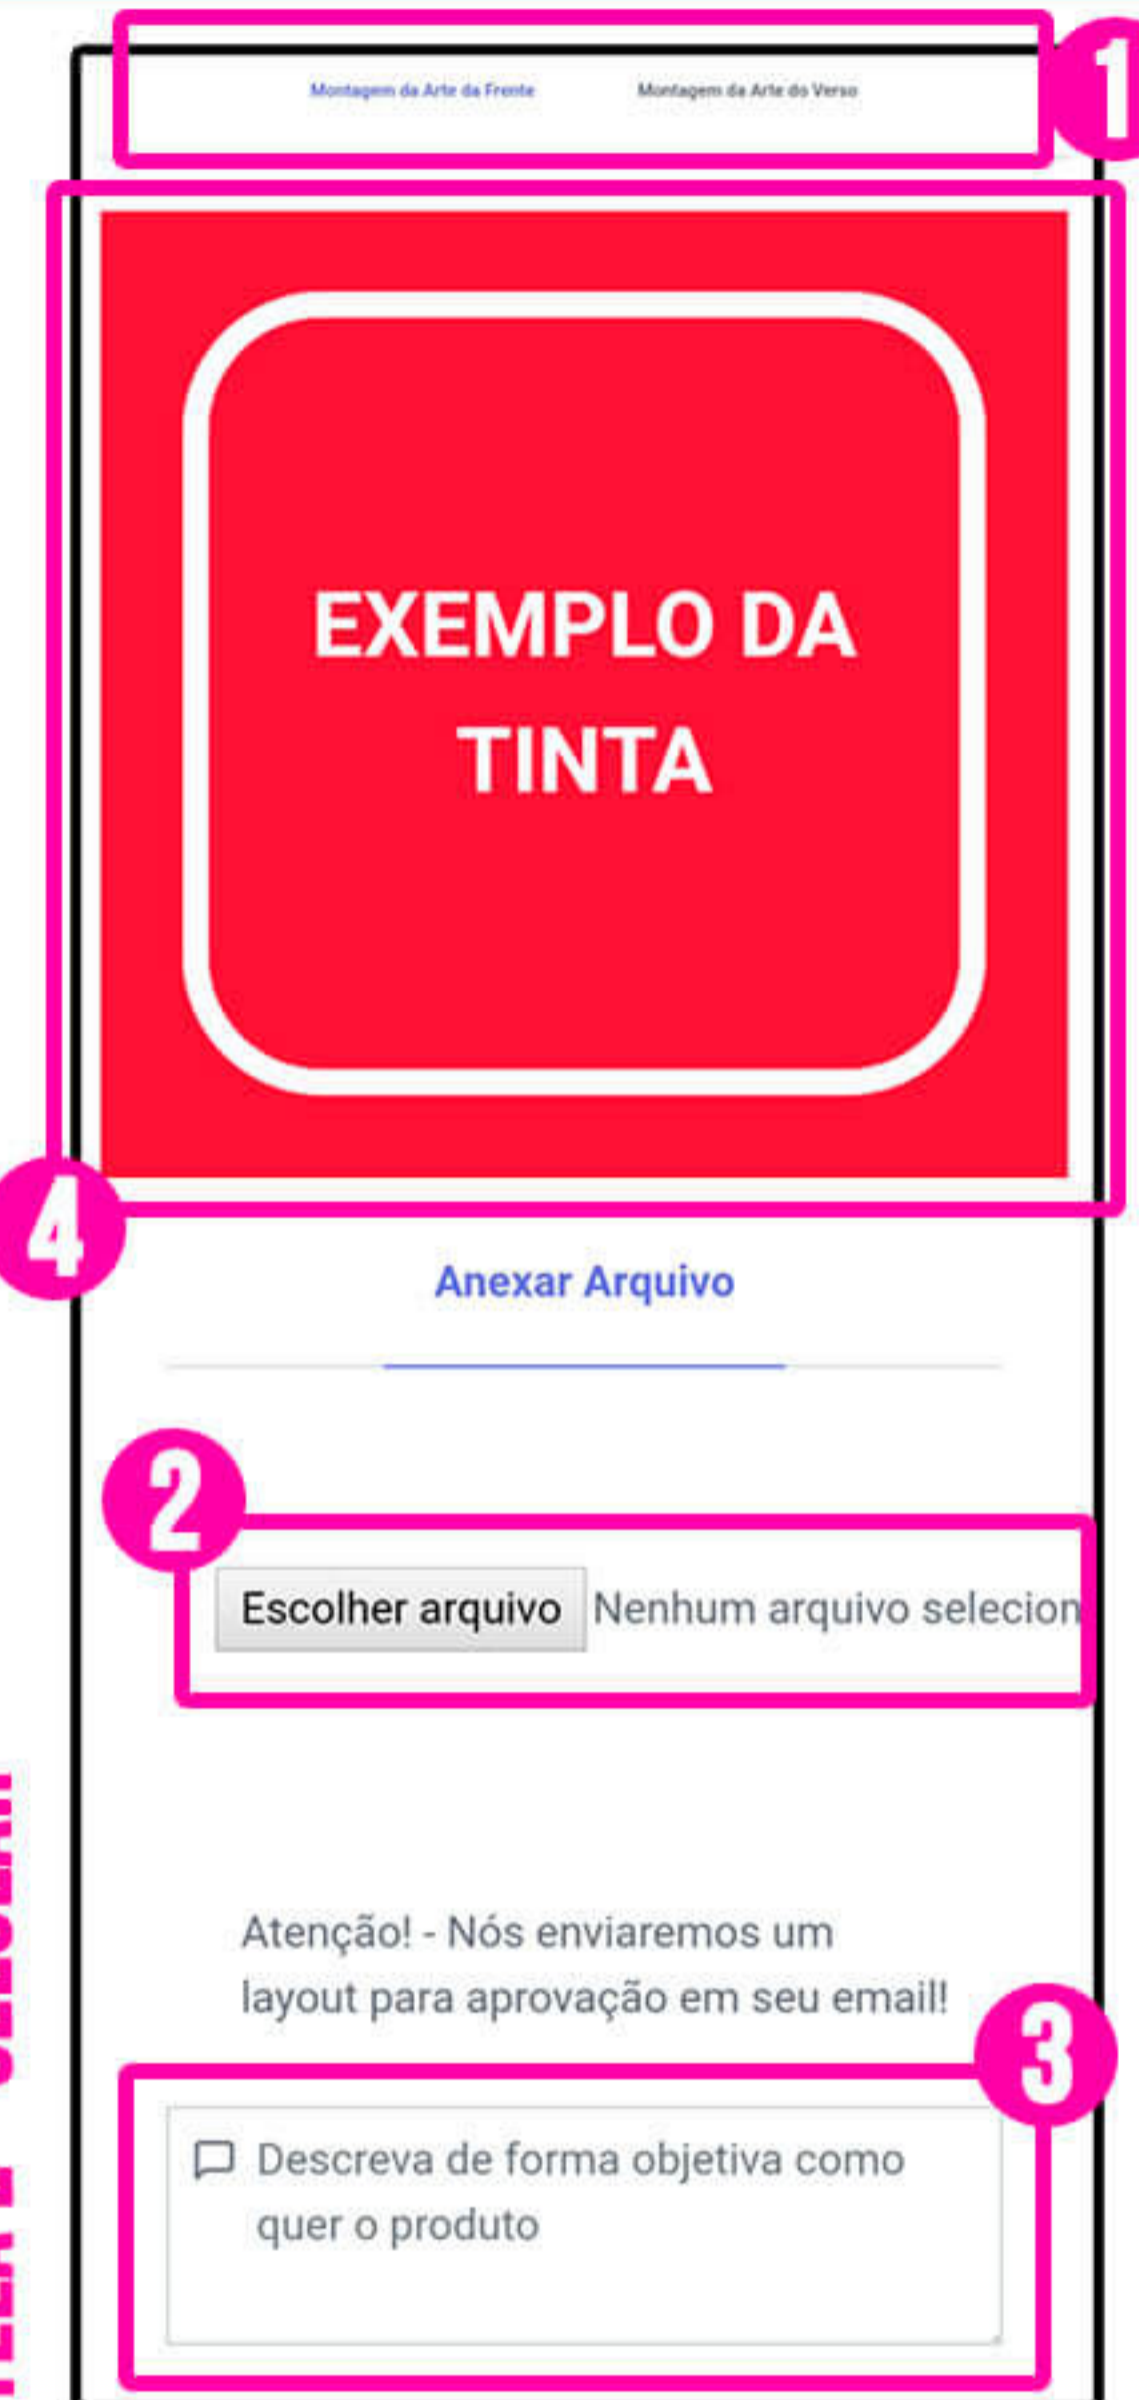 1
Montagem da Arte da Frente
Montagem da Arte do Verso
EXEMPLO DA
TINTA
4
Anexar Arquivo
2
Escolher arquivo Nenhum arquivo selecion
Atenção! - Nós enviaremos um
layout para aprovação em seu email!
3
Descreva de forma objetiva como
quer o produto